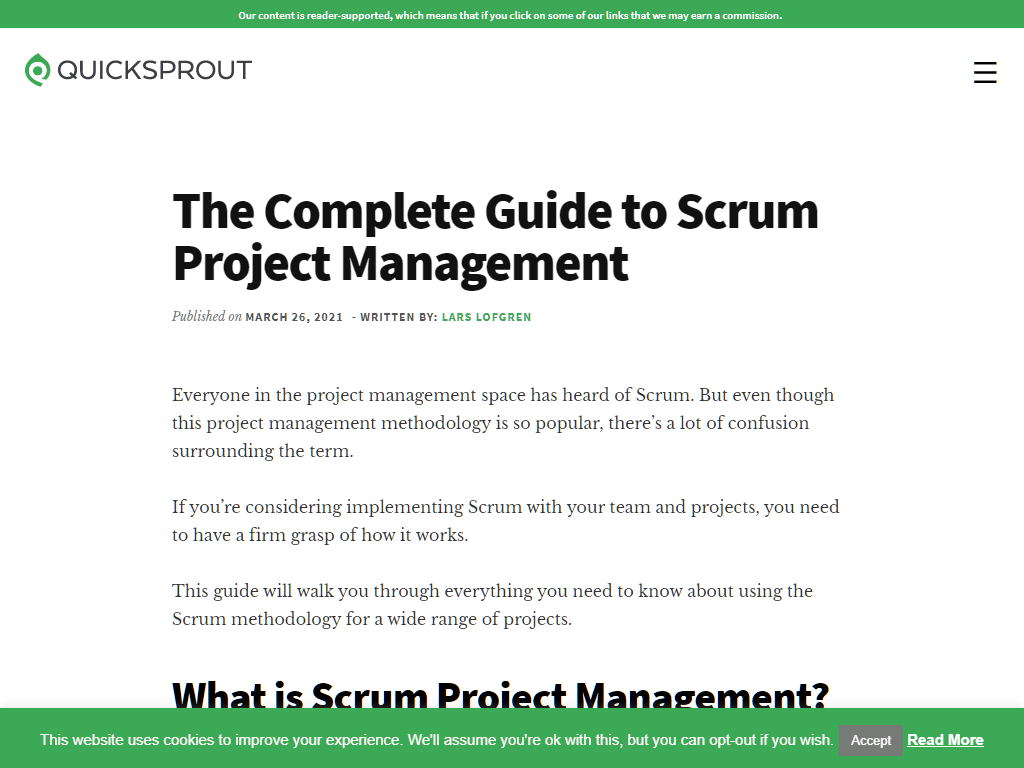 Our content is reader-supported, which means that if you click on some of our links that we may earn a commission.
QUICKSPROUT
The Complete Guide to Scrum
Project Management
Published on MARCH 26, 2021 - WRITTEN BY: LARS LOFGREN
Everyone in the project management space has heard of Scrum. But even though
this project management methodology is so popular, there’s a lot of confusion
surrounding the term.
If you’re considering implementing Scrum with your team and projects, you need
to have a firm grasp of how it works.
This guide will walk you through everything you need to know about using the
Scrum methodology for a wide range of projects.
What is Scrum Project Management?
This website uses cookies to improve your experience. We'll assume you're ok with this, but you can opt-out if you wish. Accept Read More